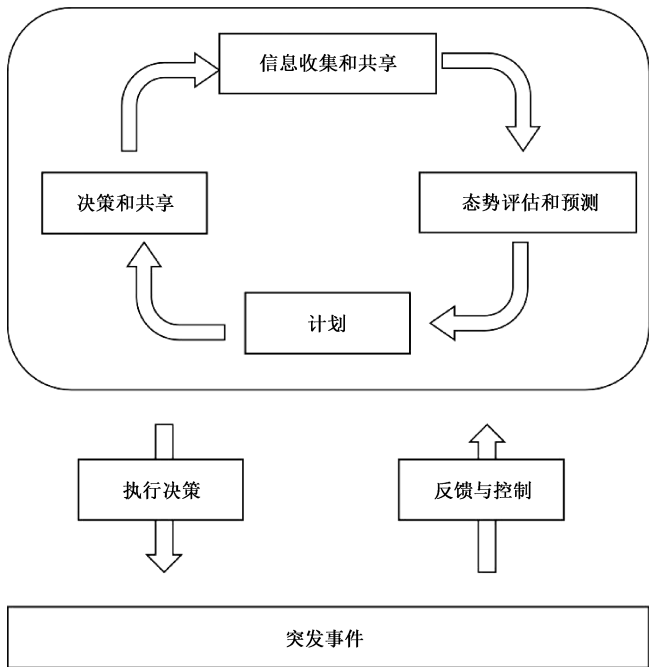 信息收集和共享
决策和共享
态势评估和预测
计划
执行决策
反馈与控制
突发事件